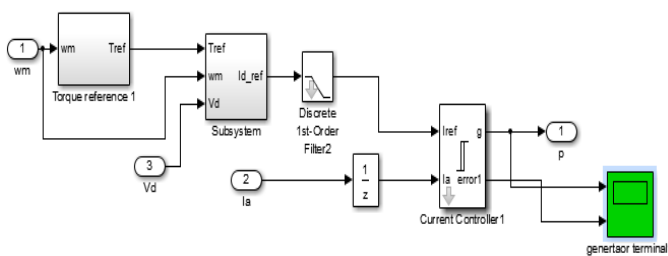 1
wm
wm
Tref
Torque reference 1
Tref
wm
Vd
Id_ref
Subsystem
Discrete
1st-Order
Filter2
3
Vd
2
Ia
1
z
Iref
g
Ia
error1
Current Controller1
1
p
genertaor terminal